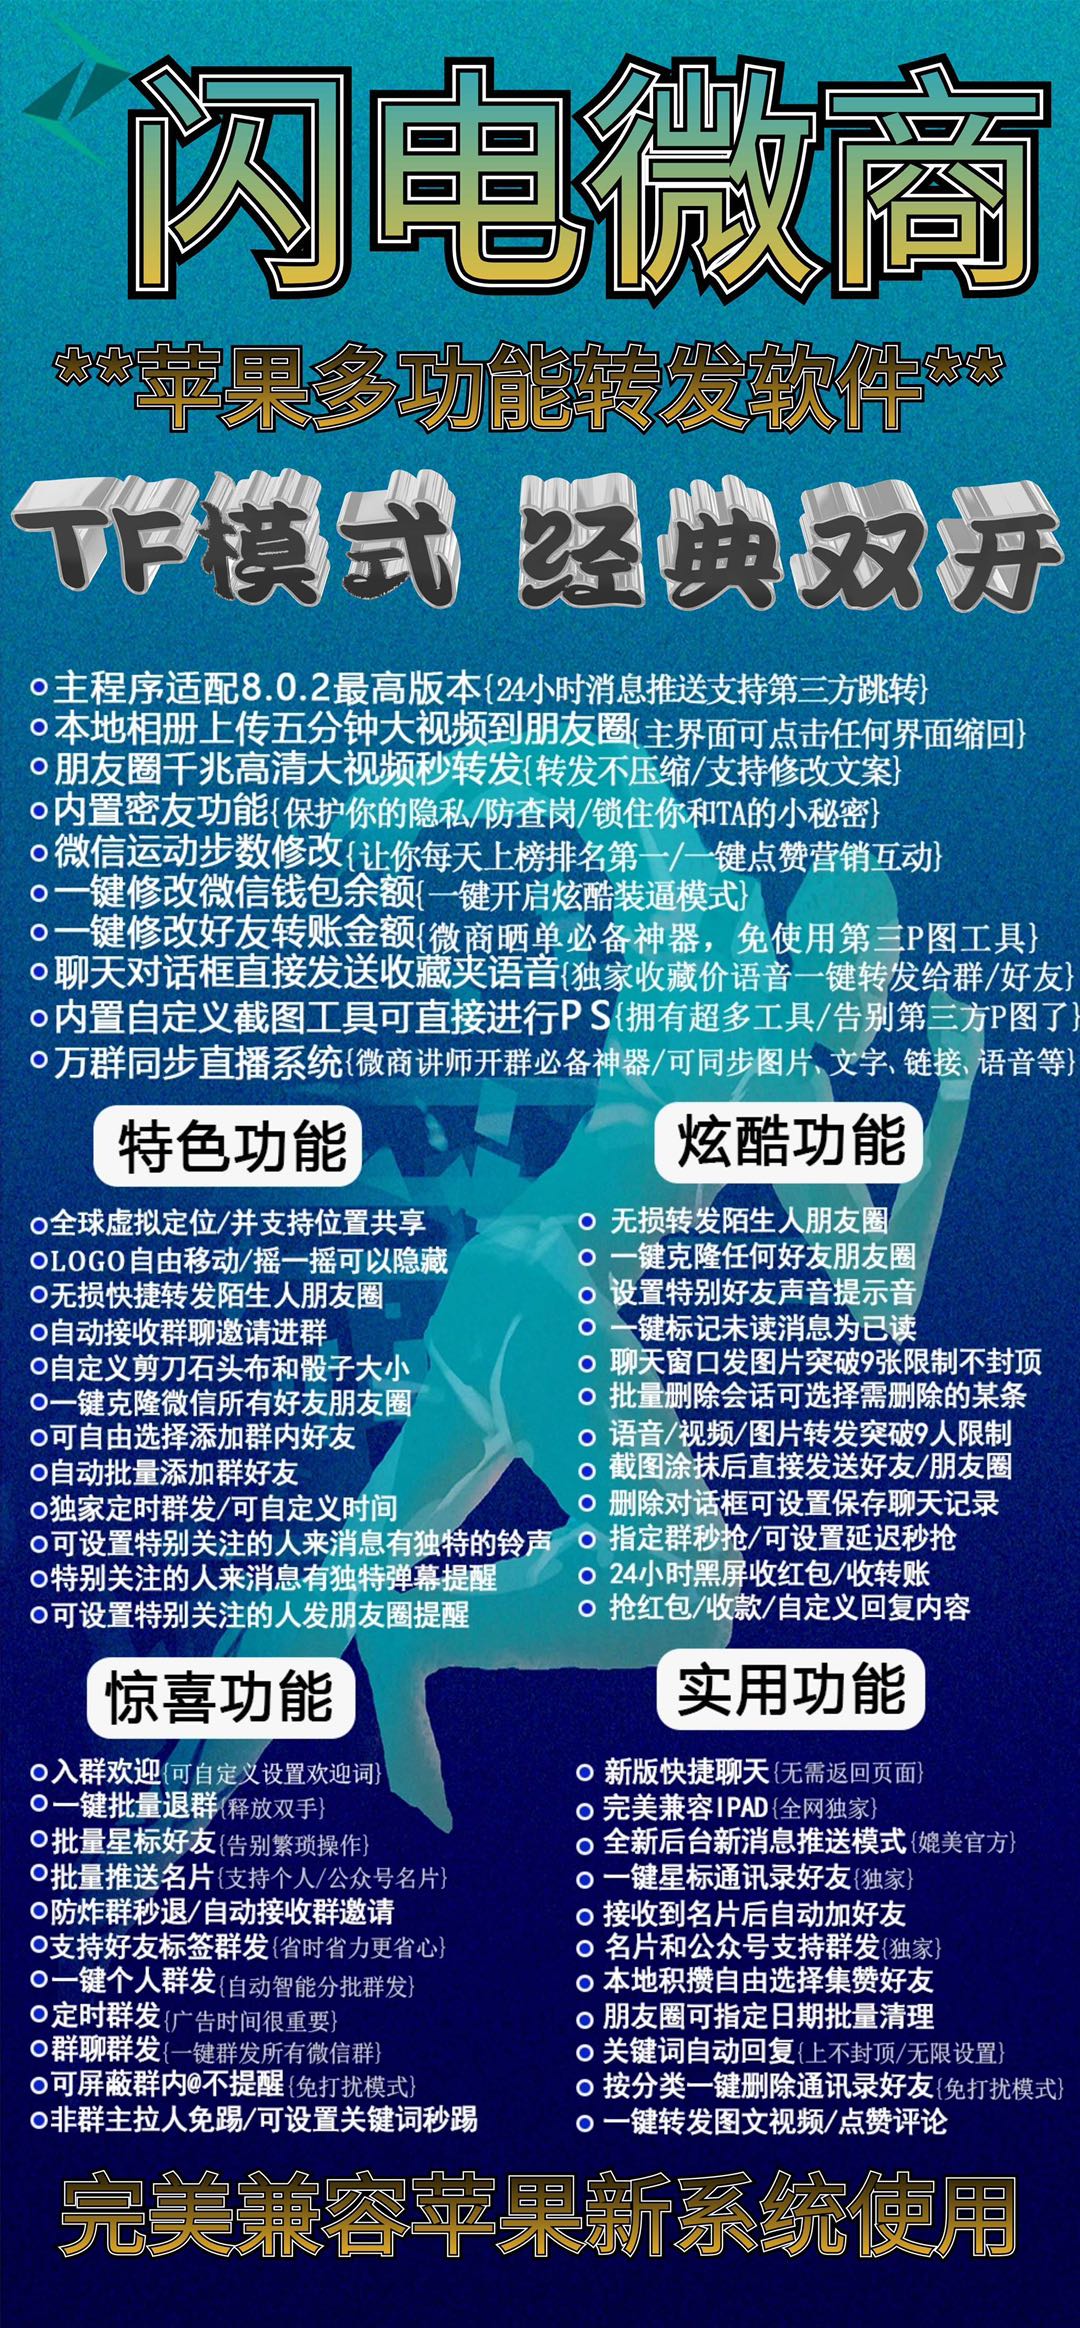 闪电微商
**苹果多功能转发软件**
TF模式 经典双开
主程序适配8.0.2最高版本{24小时消息推送支持第三方跳转}
本地相册上传五分钟大视频到朋友圈{主界面可点击任何界面缩回}
朋友圈千兆高清大视频秒转发{转发不压缩/支持修改文案}
内置密友功能{保护你的隐私/防查岗/锁住你和TA的小秘密}
微信运动步数修改{让你每天上榜排名第一/一键点赞营销互动}
一键修改微信钱包余额{一键开启炫酷装逼模式}
一键修改好友转账金额{微商晒单必备神器，免使用第三P图工具}
聊天对话框直接发送收藏夹语音{独家收藏价语音一键转发给群/好友}
内置自定义截图工具可直接进行PS{拥有超多工具/告别第三方P图了}
万群同步直播系统{微商讲师开群必备神器/可同步图片、文字、链接、语音等}
特色功能
全球虚拟定位/并支持位置共享
LOGO自由移动/摇一摇可以隐藏
无损快捷转发陌生人朋友圈
自动接收群聊邀请进群
自定义剪刀石头布和骰子大小
一键克隆微信所有好友朋友圈
可自由选择添加群内好友
自动批量添加群好友
独家定时群发/可自定义时间
可设置特别关注的人来消息有独特的铃声
特别关注的人来消息有独特弹幕提醒
可设置特别关注的人发朋友圈提醒
炫酷功能
无损转发陌生人朋友圈
一键克隆任何好友朋友圈
设置特别好友声音提示音
一键标记未读消息为已读
聊天窗口发图片突破9张限制不封顶
批量删除会话可选择需删除的某条
语音/视频/图片转发突破9人限制
截图涂抹后直接发送好友/朋友圈
删除对话框可设置保存聊天记录
指定群秒抢/可设置延迟秒抢
24小时黑屏收红包/收转账
抢红包/收款/自定义回复内容
惊喜功能
入群欢迎{可自定义设置欢迎词}
一键批量退群{释放双手}
批量星标好友{告别繁琐操作}
批量推送名片{支持个人/公众号名片}
防炸群秒退/自动接收群邀请
支持好友标签群发{省时省力更省心}
一键个人群发{自动智能分批群发}
定时群发{广告时间很重要}
群聊群发{一键群发所有微信群}
可屏蔽群内@不提醒{免打扰模式}
非群主拉人免踢/可设置关键词秒踢
实用功能
新版快捷聊天{无需返回页面}
完美兼容IPAD{全网独家}
全新后台新消息推送模式{媲美官方}
一键星标通讯录好友{独家}
接收到名片后自动加好友
名片和公众号支持群发{独家}
本地积攒自由选择集赞好友
朋友圈可指定日期批量清理
关键词自动回复{上不封顶/无限设置}
按分类一键删除通讯录好友{免打扰模式}
一键转发图文视频/点赞评论
完美兼容苹果新系统使用